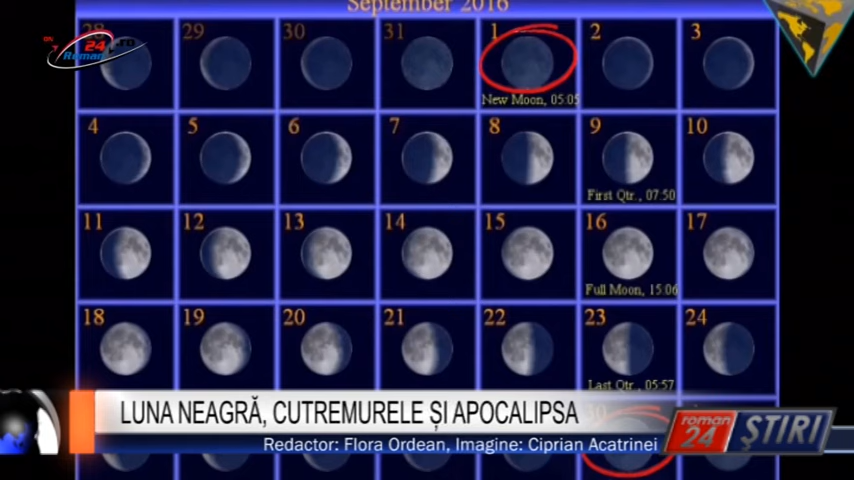 September 2016
28 29 30 31 1 2 3
New Moon, 05:05
4 5 6 7 8 9 10
First Qtr., 07:50
11 12 13 14 15 16 17
Full Moon, 15:06
18 19 20 21 22 23 24
Last Qtr., 05:57
LUNA NEAGRĂ, CUTREMURELE ȘI APOCALIPSA
Redactor: Flora Ordean, Imagine: Ciprian Acatrinei
roman
24
ȘTIRI